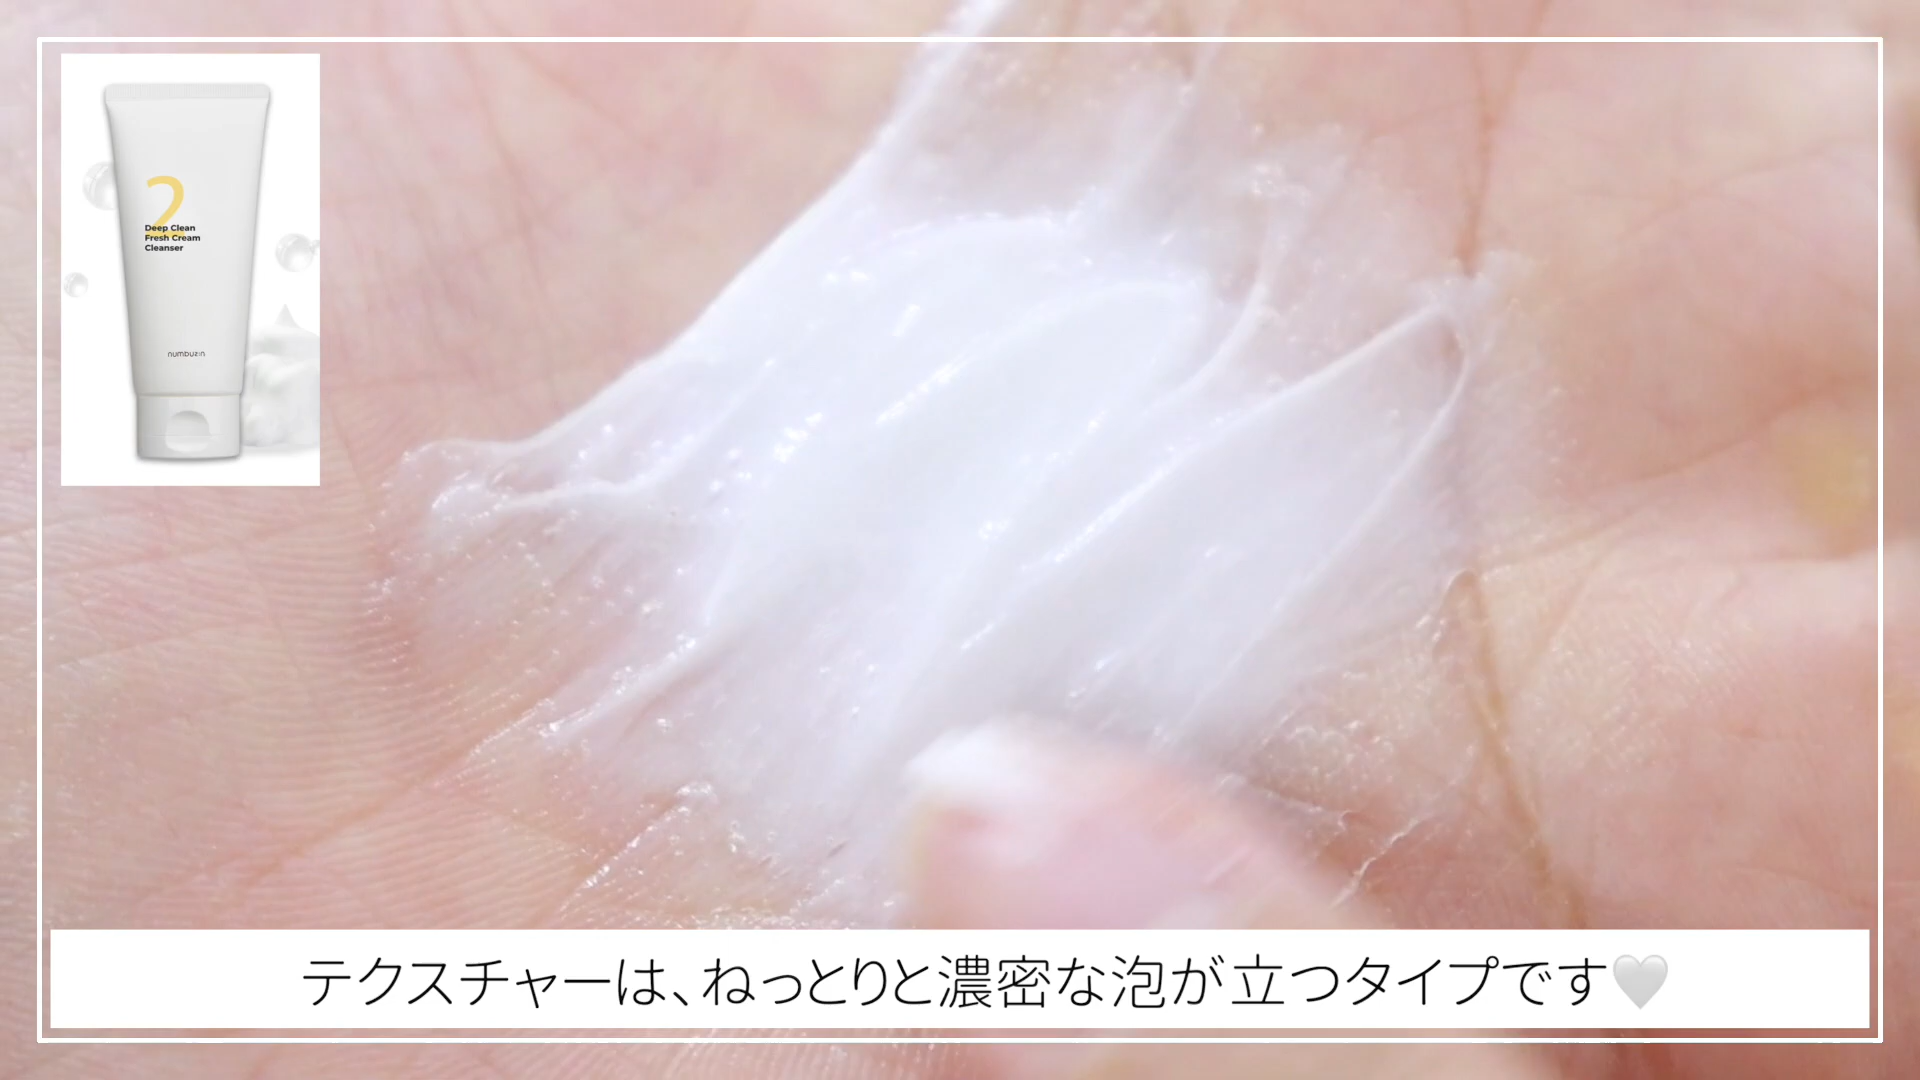 2
Deep Clean
Fresh Cream
Cleanser
numbuzin
テクスチャーは、ねっとりと濃密な泡が立つタイプです🤍